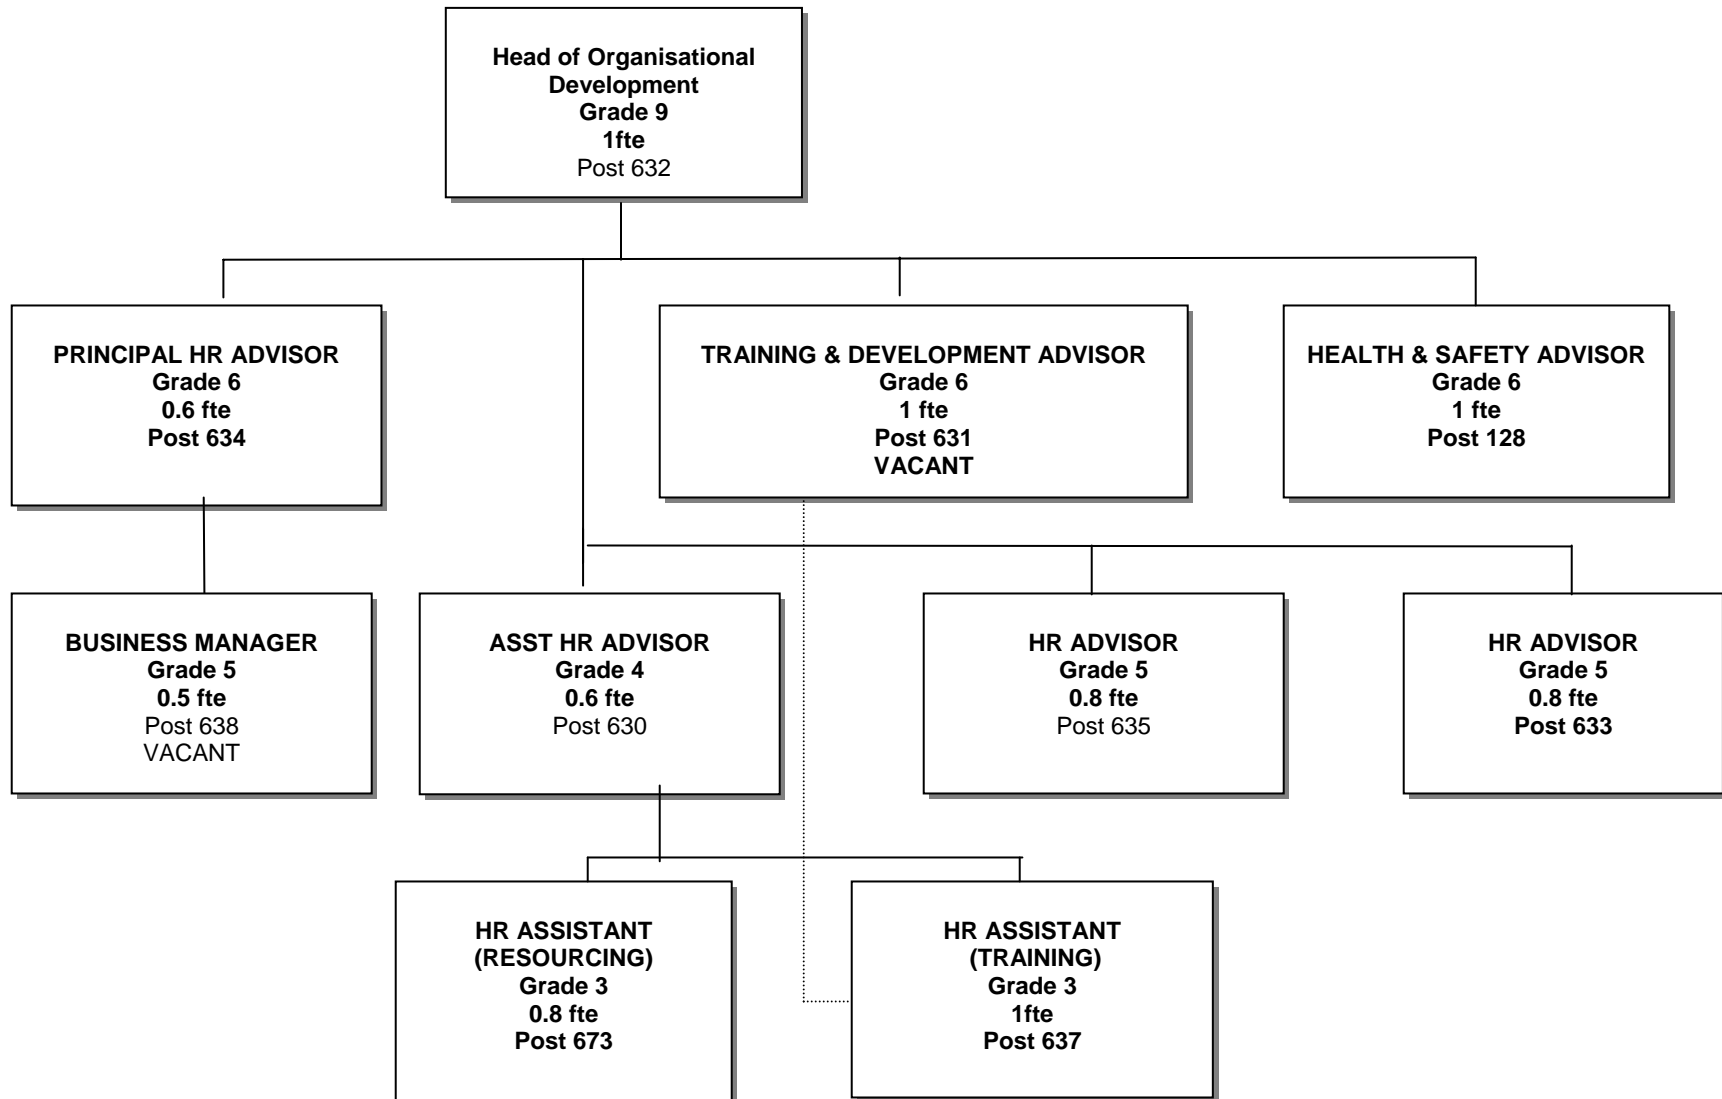 Head of Organisational
Development
Grade 9
1fte
Post 632
PRINCIPAL HR ADVISOR
Grade 6
0.6 fte
Post 634
TRAINING & DEVELOPMENT ADVISOR
Grade 6
1 fte
Post 631
VACANT
HEALTH & SAFETY ADVISOR
Grade 6
1 fte
Post 128
BUSINESS MANAGER
Grade 5
0.5 fte
Post 638
VACANT
ASST HR ADVISOR
Grade 4
0.6 fte
Post 630
HR ADVISOR
Grade 5
0.8 fte
Post 635
HR ADVISOR
Grade 5
0.8 fte
Post 633
HR ASSISTANT
(RESOURCING)
Grade 3
0.8 fte
Post 673
HR ASSISTANT
(TRAINING)
Grade 3
1fte
Post 637